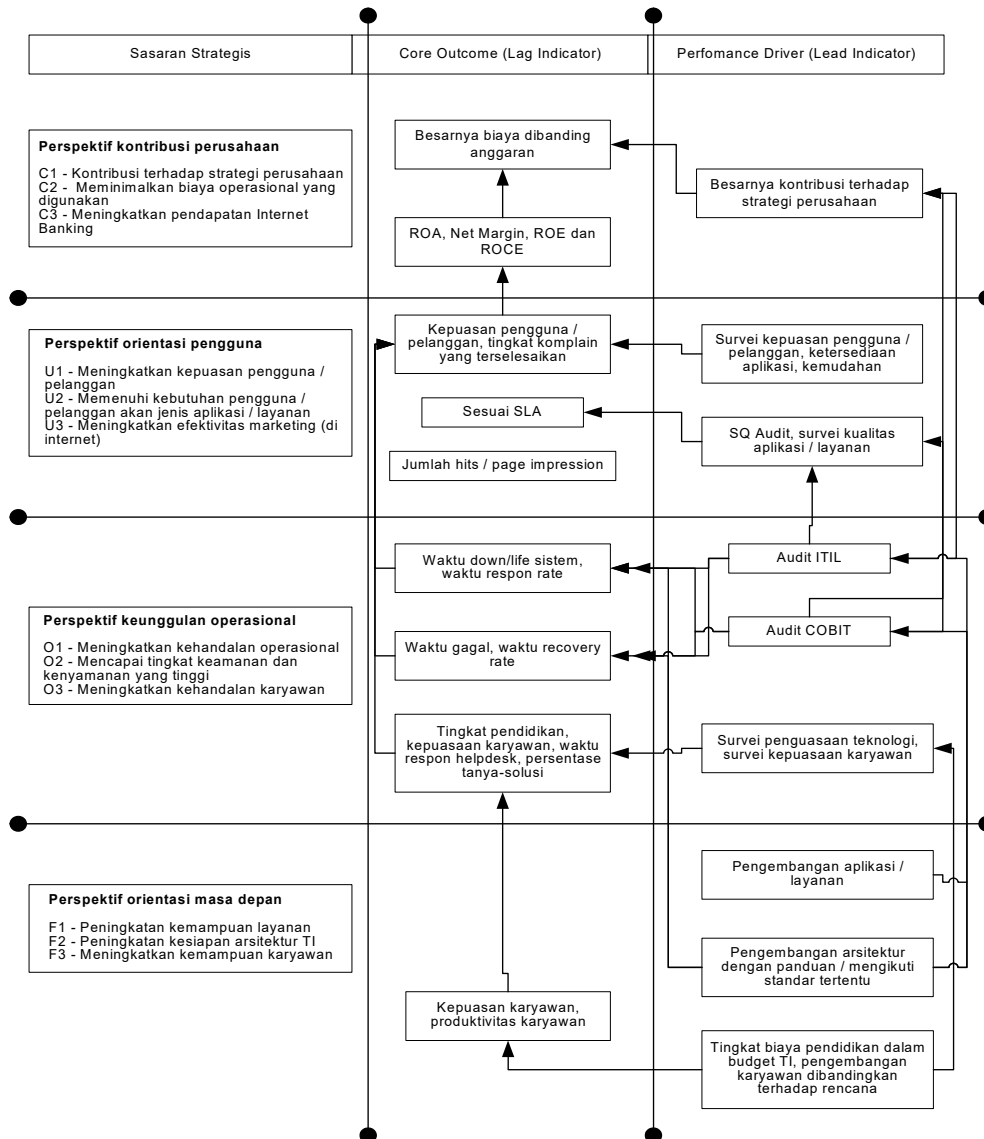 Sasaran Strategis
Core Outcome (Lag Indicator)
Perfomance Driver (Lead Indicator)
Perspektif kontribusi perusahaan
C1 - Kontribusi terhadap strategi perusahaan
C2 - Meminimalkan biaya operasional yang
digunakan
C3 - Meningkatkan pendapatan Internet
Banking
Besarnya biaya dibanding
anggaran
Besarnya kontribusi terhadap
strategi perusahaan
ROA, Net Margin, ROE dan
ROCE
Perspektif orientasi pengguna
U1 - Meningkatkan kepuasan pengguna /
pelanggan
U2 - Memenuhi kebutuhan pengguna /
pelanggan akan jenis aplikasi / layanan
U3 - Meningkatkan efektivitas marketing (di
internet)
Kepuasan pengguna /
pelanggan, tingkat komplain
yang terselesaikan
Survei kepuasan pengguna /
pelanggan, ketersediaan
aplikasi, kemudahan
Sesuai SLA
SQ Audit, survei kualitas
aplikasi / layanan
Jumlah hits / page impression
Perspektif keunggulan operasional
O1 - Meningkatkan kehandalan operasional
O2 - Mencapai tingkat keamanan dan
kenyamanan yang tinggi
O3 - Meningkatkan kehandalan karyawan
Waktu down/life sistem,
waktu respon rate
Audit ITIL
Waktu gagal, waktu recovery
rate
Audit COBIT
Tingkat pendidikan,
kepuasaan karyawan, waktu
respon helpdesk, persentase
tanya-solusi
Survei penguasaan teknologi,
survei kepuasan karyawan
Perspektif orientasi masa depan
F1 - Peningkatan kemampuan layanan
F2 - Peningkatan kesiapan arsitektur TI
F3 - Meningkatkan kemampuan karyawan
Pengembangan aplikasi /
layanan
Pengembangan arsitektur
dengan panduan / mengikuti
standar tertentu
Kepuasan karyawan,
produktivitas karyawan
Tingkat biaya pendidikan dalam
budget TI, pengembangan
karyawan dibandingkan
terhadap rencana